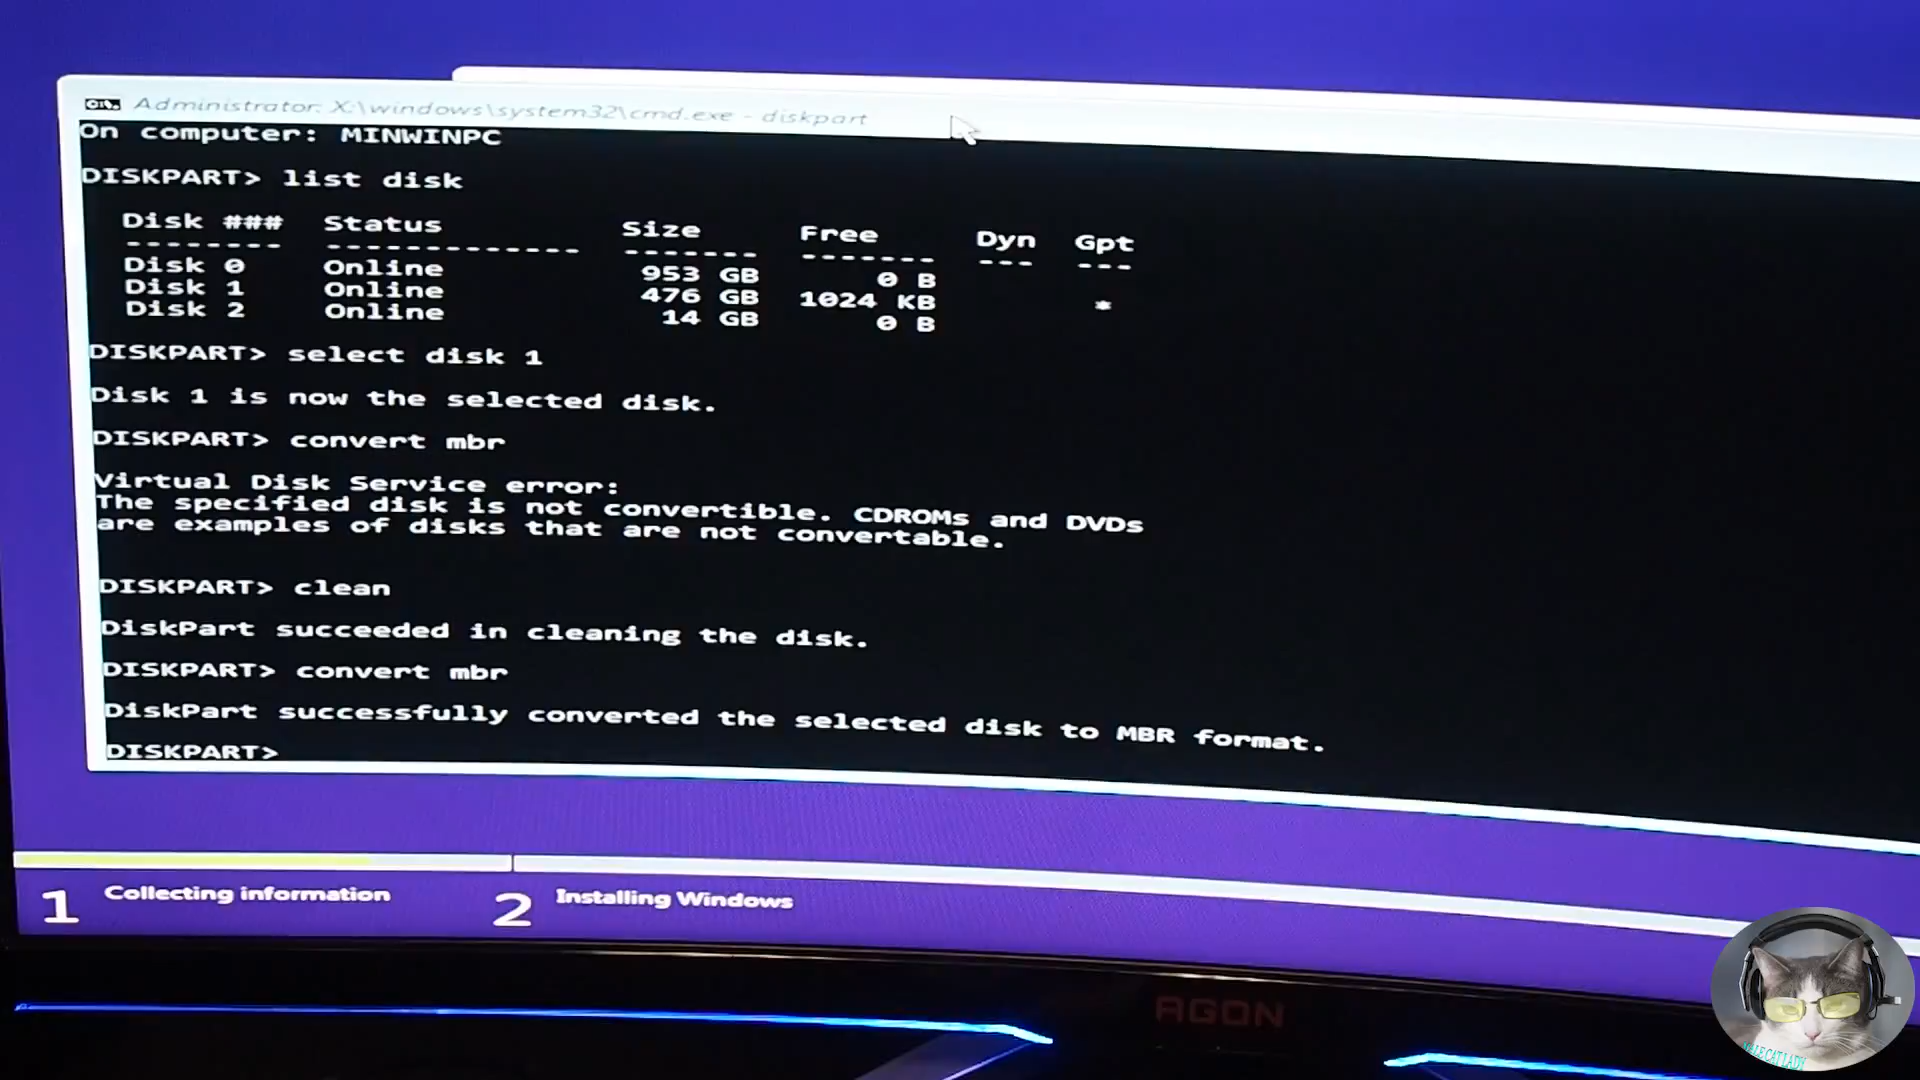 Administrator: X:\windows\system32\cmd.exe - diskpart
On computer: MINWINPC
DISKPART> list disk
Disk ### Status Size Free Dyn Gpt
-------- ------------- ------- ------- --- ---
Disk 0 Online 953 GB 0 B
Disk 1 Online 476 GB 1024 KB *
Disk 2 Online 14 GB 0 B
DISKPART> select disk 1
Disk 1 is now the selected disk.
DISKPART> convert mbr
Virtual Disk Service error:
The specified disk is not convertible. CDROMs and DVDs
are examples of disks that are not convertable.
DISKPART> clean
DiskPart succeeded in cleaning the disk.
DISKPART> convert mbr
DiskPart successfully converted the selected disk to MBR format.
DISKPART>
1 Collecting information 2 Installing Windows
AGON
MALECATLADY